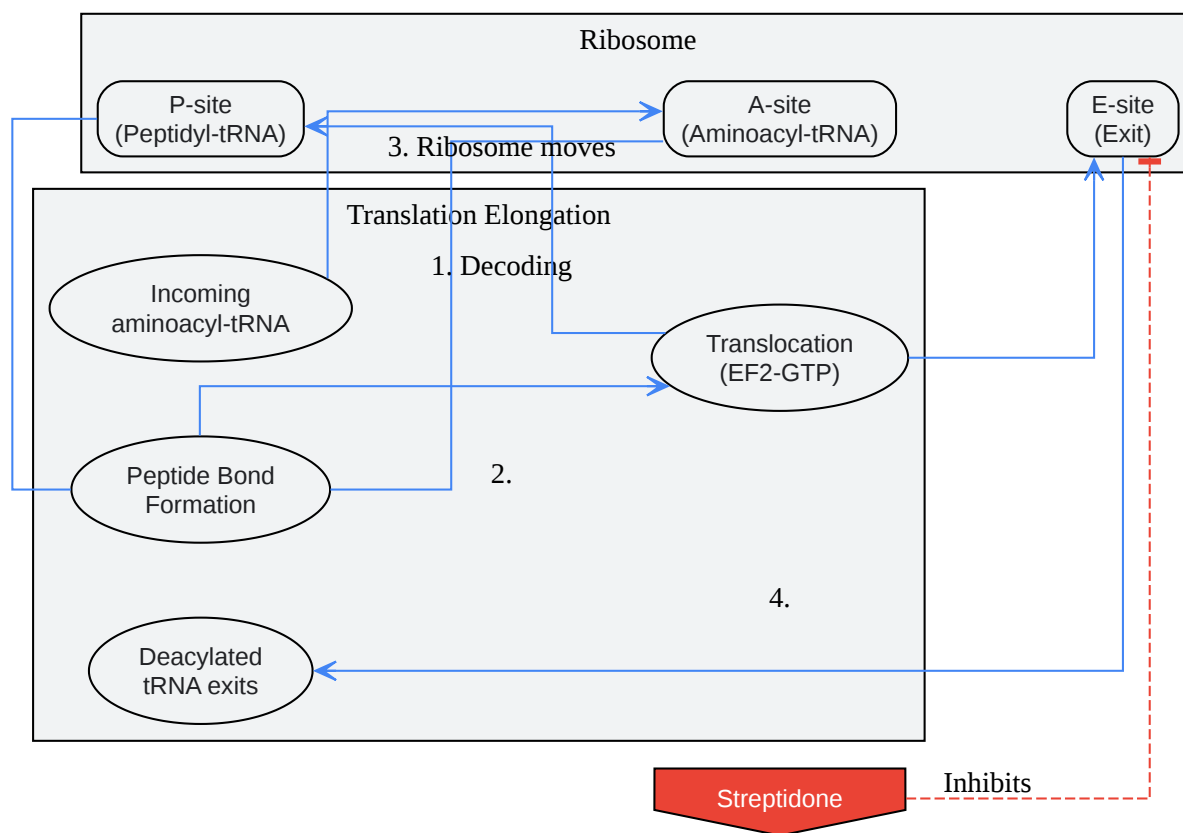 Ribosome
P-site
(Peptidyl-tRNA)
A-site
(Aminoacyl-tRNA)
E-site
(Exit)
3. Ribosome moves
Translation Elongation
1. Decoding
Incoming
aminoacyl-tRNA
Translocation
(EF2-GTP)
Peptide Bond
Formation
2.
4.
Deacylated
tRNA exits
Streptidone
Inhibits